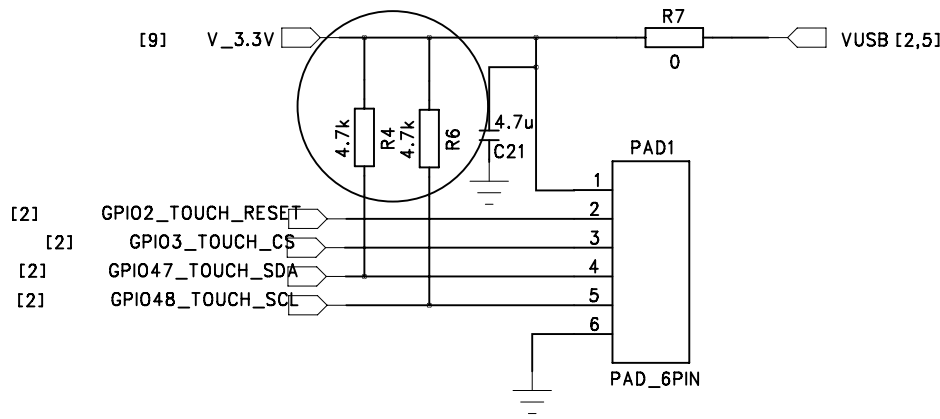 R7
[9] V_3.3V VUSB [2,5]
0
4.7k R4 4.7k R6 4.7u
C21
PAD1
1
[2] GPIO2_TOUCH_RESET 2
[2] GPIO3_TOUCH_CS 3
[2] GPIO47_TOUCH_SDA 4
[2] GPIO48_TOUCH_SCL 5
6
PAD_6PIN